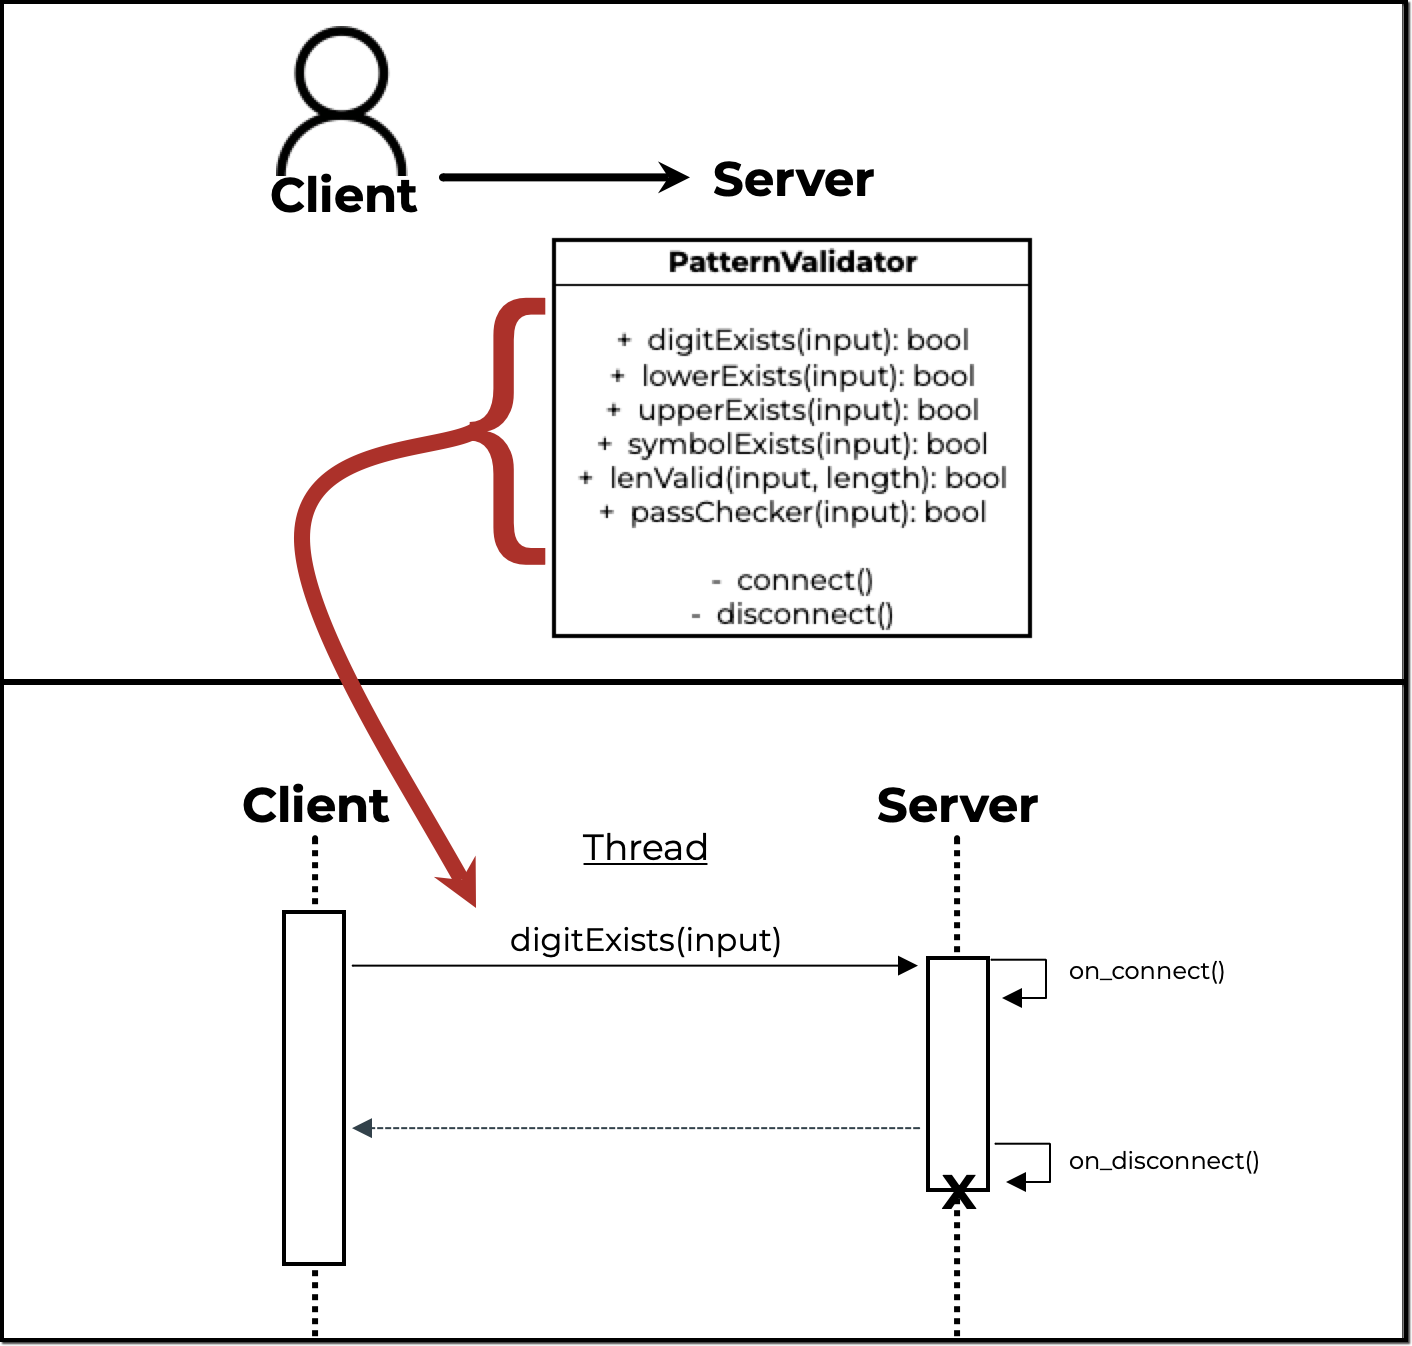 Client
Server
PatternValidator
+ digitExists(input): bool
+ lowerExists(input): bool
+ upperExists(input): bool
+ symbolExists(input): bool
+ lenValid(input, length): bool
+ passChecker(input): bool
- connect()
- disconnect()
Client
Server
Thread
digitExists(input)
on_connect()
on_disconnect()
X